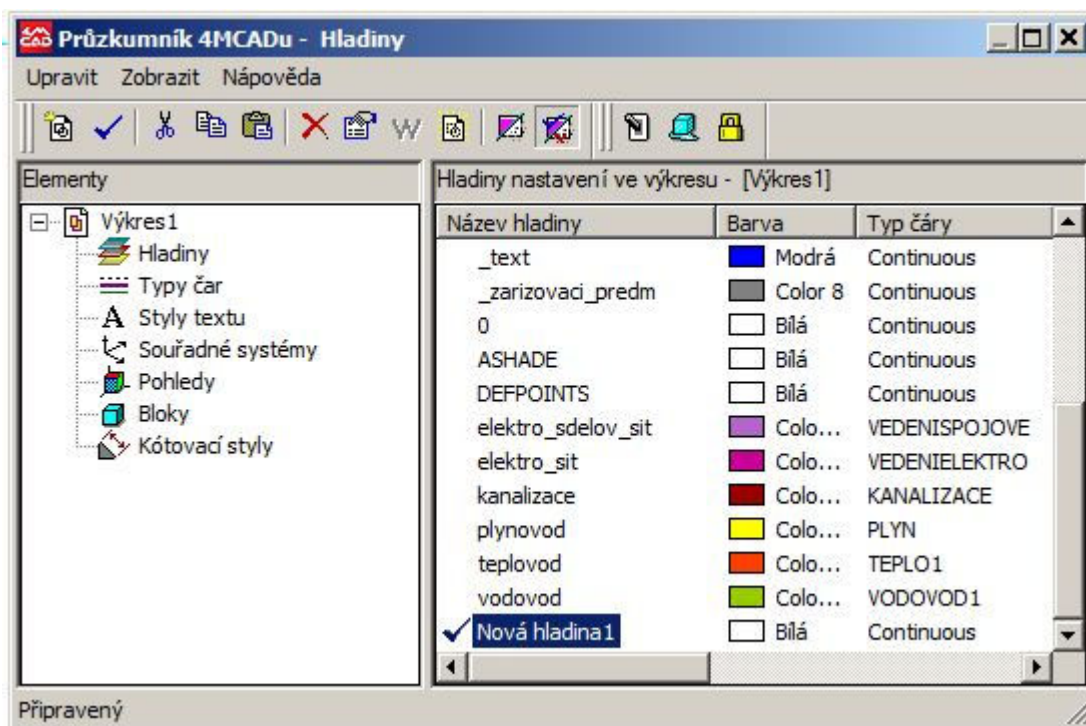 Průzkumník 4MCADu - Hladiny
Upravit Zobrazit Nápověda
Elementy
Výkres1
Hladiny
Typy čar
Styly textu
Souřadné systémy
Pohledy
Bloky
Kótovací styly
Hladiny nastavení ve výkresu - [Výkres1]
Název hladiny Barva Typ čáry
_text Modrá Continuous
_zarizovaci_predm Color 8 Continuous
0 Bílá Continuous
ASHADE Bílá Continuous
DEFPOINTS Bílá Continuous
elektro_sdelov_sit Colo... VEDENISPOJOVE
elektro_sit Colo... VEDENIELEKTRO
kanalizace Colo... KANALIZACE
plynovod Colo... PLYN
teplovod Colo... TEPLO1
vodovod Colo... VODOVOD1
Nová hladina1 Bílá Continuous
Připravený